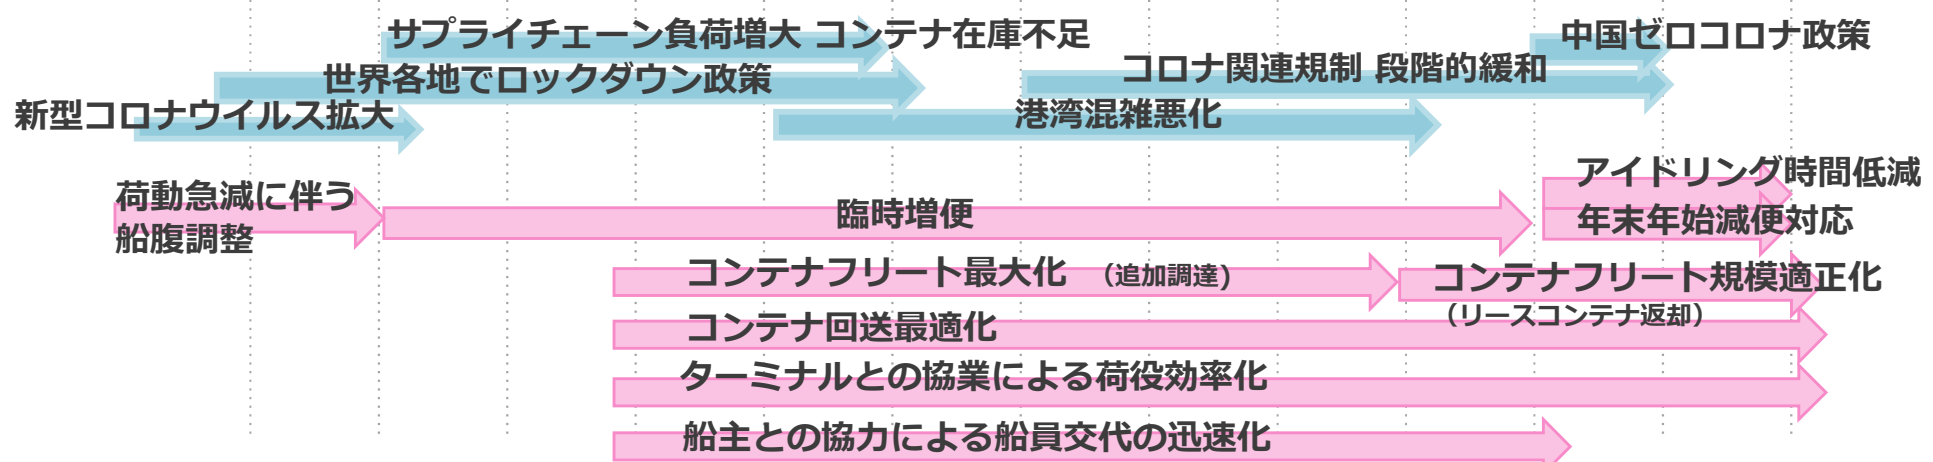 サプライチェーン負荷増大 コンテナ在庫不足
中国ゼロコロナ政策
世界各地でロックダウン政策
コロナ関連規制 段階的緩和
新型コロナウイルス拡大
港湾混雑悪化
荷動急減に伴う
船腹調整
臨時増便
アイドリング時間低減
年末年始減便対応
コンテナフリート最大化 （追加調達)
コンテナフリート規模適正化
（リースコンテナ返却）
コンテナ回送最適化
ターミナルとの協業による荷役効率化
船主との協力による船員交代の迅速化